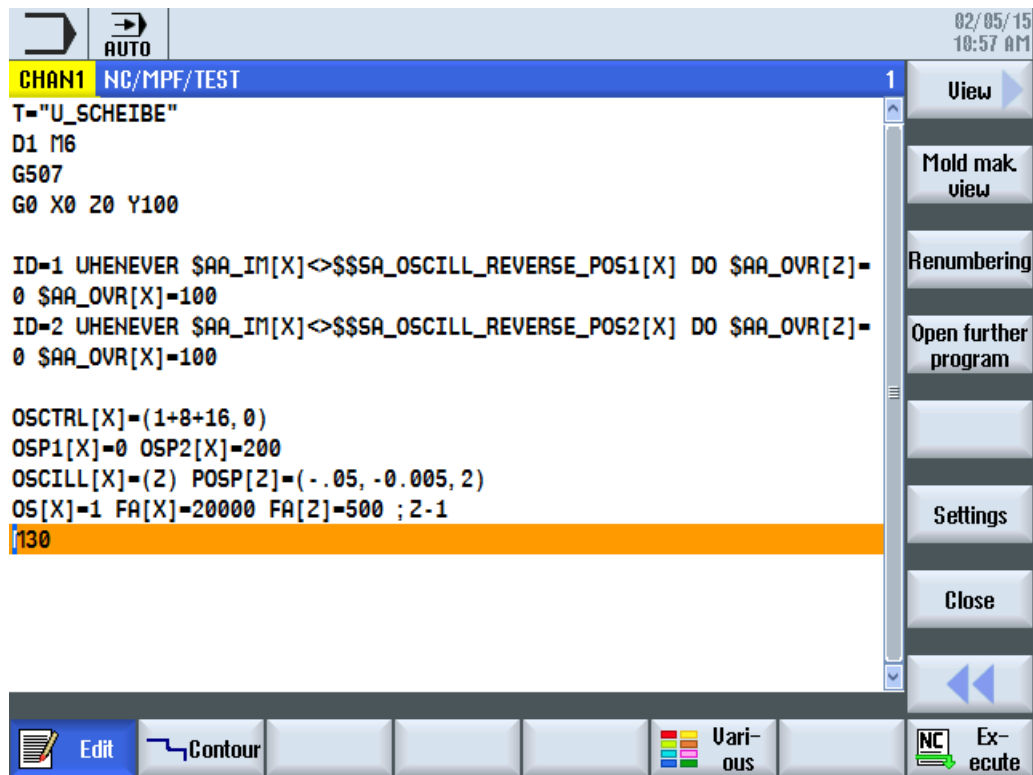 AUTO
02/05/15
10:57 AM
CHAN1 NC/MPF/TEST 1
T="U_SCHEIBE"
D1 M6
G507
G0 X0 Z0 Y100
ID=1 WHENEVER $AA_IM[X]<>$$SA_OSCILL_REVERSE_POS1[X] DO $AA_OVR[Z]=
0 $AA_OVR[X]=100
ID=2 WHENEVER $AA_IM[X]<>$$SA_OSCILL_REVERSE_POS2[X] DO $AA_OVR[Z]=
0 $AA_OVR[X]=100
OSCTRL[X]=(1+8+16,0)
OSP1[X]=0 OSP2[X]=200
OSCILL[X]=(Z) POSP[Z]=(-.05,-0.005,2)
OS[X]=1 FA[X]=20000 FA[Z]=500 ;Z-1
M30
View
Mold mak.
view
Renumbering
Open further
program
Settings
Close
Edit
Contour
Vari-
ous
NC
Ex-
ecute